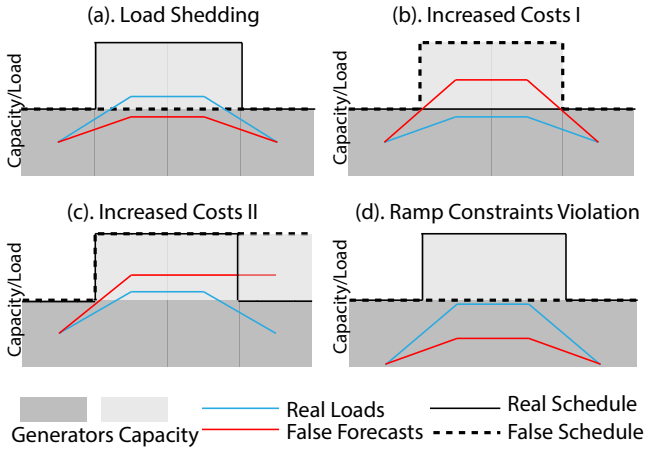 (a). Load Shedding
(b). Increased Costs I
Capacity/Load
Capacity/Load
(c). Increased Costs II
(d). Ramp Constraints Violation
Capacity/Load
Capacity/Load
Generators Capacity
Real Loads
False Forecasts
Real Schedule
False Schedule